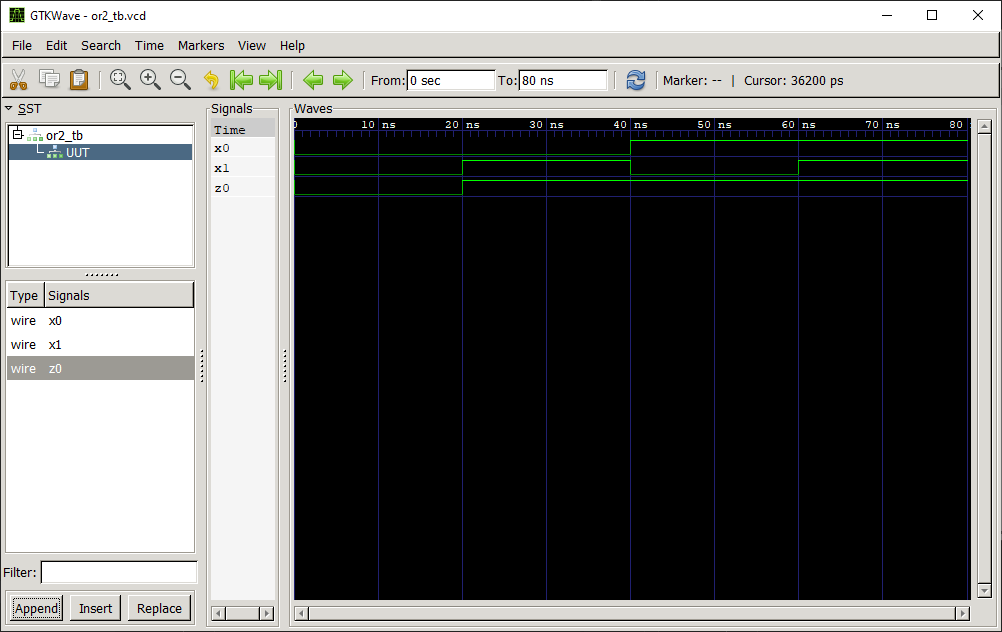 GTKWave - or2_tb.vcd
File Edit Search Time Markers View Help
From: 0 sec To: 80 ns Marker: -- | Cursor: 36200 ps
SST
or2_tb
UUT
Type Signals
wire x0
wire x1
wire z0
Filter:
Append Insert Replace
Signals
Time
x0
x1
z0
Waves
0 10 ns 20 ns 30 ns 40 ns 50 ns 60 ns 70 ns 80